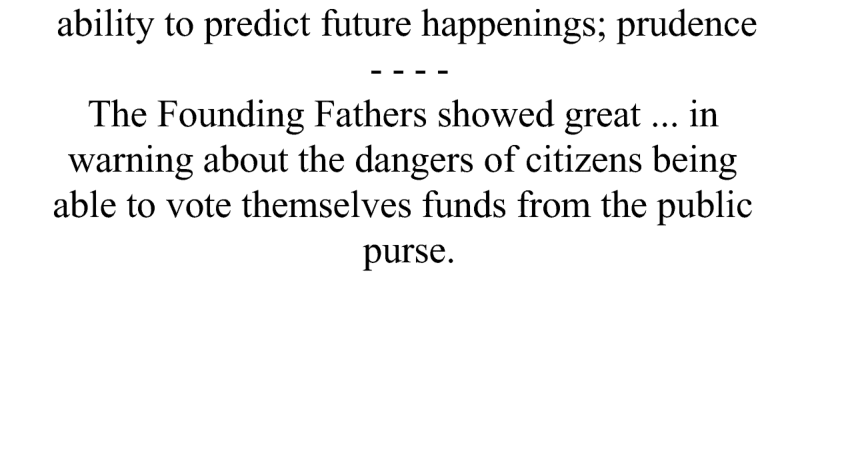 ability to predict future happenings; prudence
- - - -
The Founding Fathers showed great ... in
warning about the dangers of citizens being
able to vote themselves funds from the public
purse.